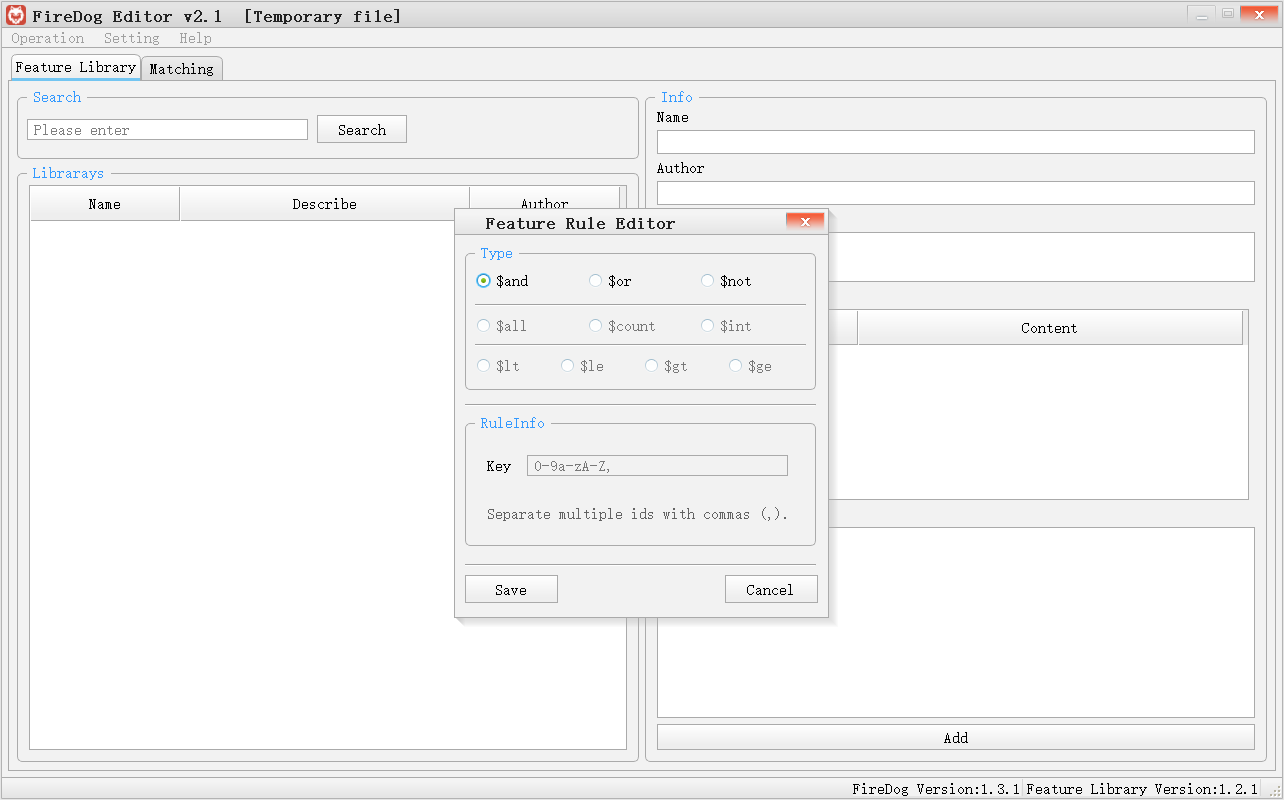 FireDog Editor v2.1 [Temporary file]
Operation Setting Help
Feature Library Matching
Search
Please enter Search
Librarays
Name Describe Author
Info
Name
Author
Content
Add
Feature Rule Editor
Type
$and $or $not
$all $count $int
$lt $le $gt $ge
RuleInfo
Key 0-9a-zA-Z,
Separate multiple ids with commas (,).
Save Cancel
FireDog Version:1.3.1 Feature Library Version:1.2.1